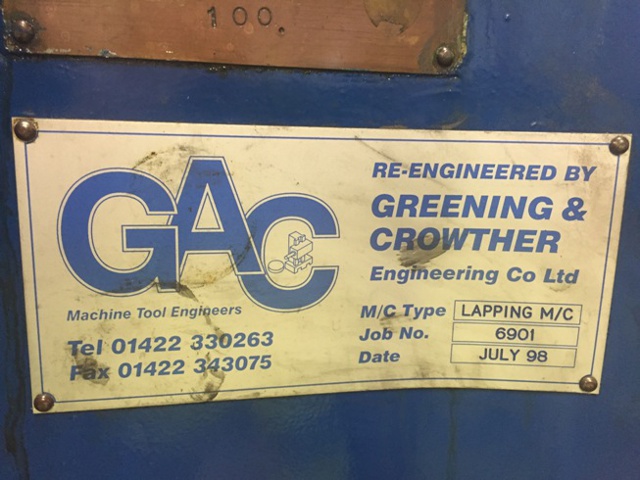 100.
GAC
Machine Tool Engineers
Tel 01422 330263
Fax 01422 343075
RE-ENGINEERED BY
GREENING &
CROWTHER
Engineering Co Ltd
M/C Type LAPPING M/C
Job No. 6901
Date JULY 98